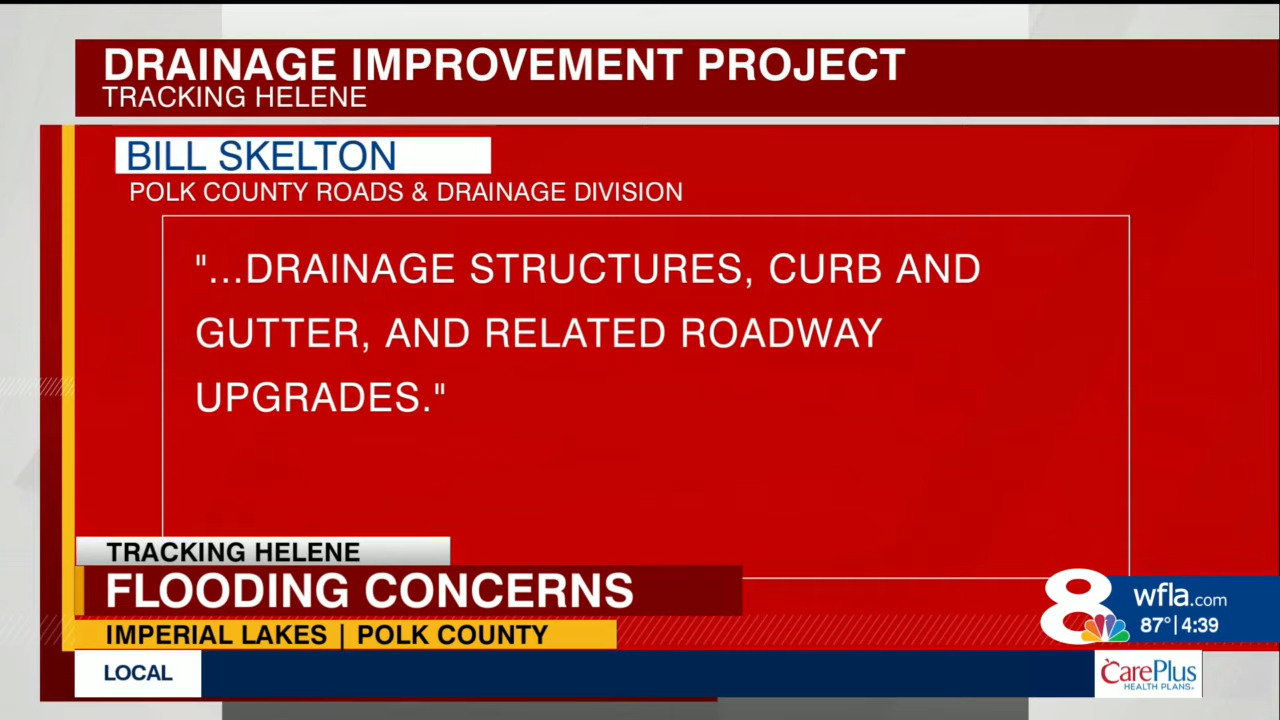 DRAINAGE IMPROVEMENT PROJECT
TRACKING HELENE
BILL SKELTON
POLK COUNTY ROADS & DRAINAGE DIVISION
"...DRAINAGE STRUCTURES, CURB AND
GUTTER, AND RELATED ROADWAY
UPGRADES."
TRACKING HELENE
FLOODING CONCERNS
IMPERIAL LAKES | POLK COUNTY
8 wfla.com
87° | 4:39
LOCAL
CarePlus
HEALTH PLANS